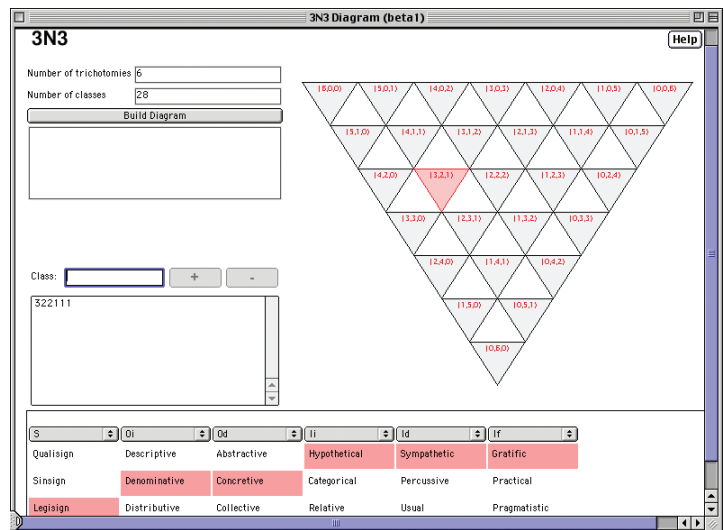 3N3 Diagram (beta1)
3N3
Help
Number of trichotomies 6
Number of classes 28
Build Diagram
(6,0,0) (5,0,1) (4,0,2) (3,0,3) (2,0,4) (1,0,5) (0,0,6)
(5,1,0) (4,1,1) (3,1,2) (2,1,3) (1,1,4) (0,1,5)
(4,2,0) (3,2,1) (2,2,2) (1,2,3) (0,2,4)
(3,3,0) (2,3,1) (1,3,2) (0,3,3)
(2,4,0) (1,4,1) (0,4,2)
(1,5,0) (0,5,1)
(0,6,0)
Class: + -
322111
S Oi Od Ii Id If
Qualisign Descriptive Abstractive Hypothetical Sympathetic Gratific
Sinsign Denominative Concretive Categorical Percussive Practical
Legisign Distributive Collective Relative Usual Pragmatistic